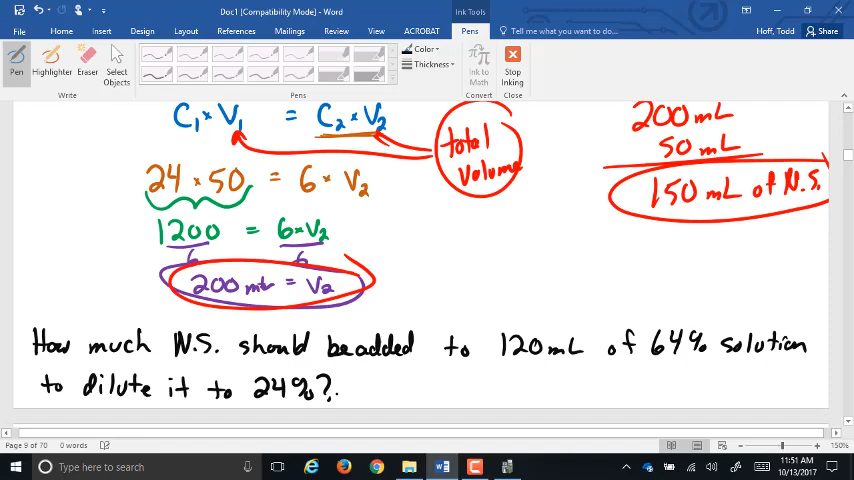 Doc1 [Compatibility Mode] - Word
Ink Tools
Hoff, Todd
File
Home
Insert
Design
Layout
References
Mailings
Review
View
ACROBAT
Pens
Tell me what you want to do...
Share
Pen
Highlighter
Eraser
Select Objects
Color
Thickness
Ink to Math
Stop Inking
Write
Pens
Convert
Close
C1 × V1 = C2 × V2
total volume
200 mL
50 mL
150 mL of N.S.
24 × 50 = 6 × V2
1200 = 6 × V2
6 6
200 mL = V2
How much N.S. should be added to 120 mL of 64% solution
to dilute it to 24%?
Page 9 of 70
0 words
150%
Type here to search
11:51 AM
10/13/2017